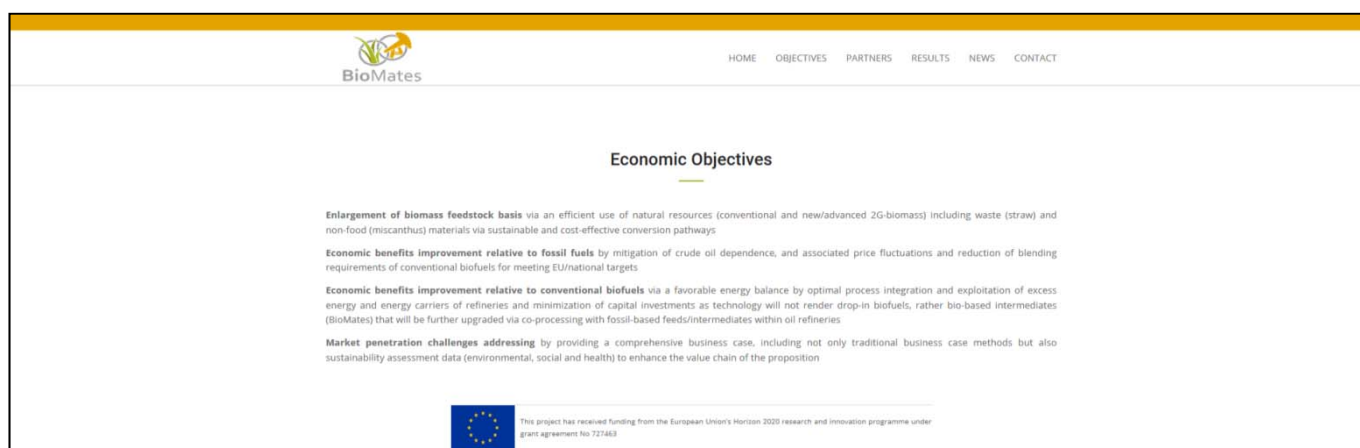 BioMates
HOME OBJECTIVES PARTNERS RESULTS NEWS CONTACT
Economic Objectives
Enlargement of biomass feedstock basis via an efficient use of natural resources (conventional and new/advanced 2G-biomass) including waste (straw) and
non-food (miscanthus) materials via sustainable and cost-effective conversion pathways
Economic benefits improvement relative to fossil fuels by mitigation of crude oil dependence, and associated price fluctuations and reduction of blending
requirements of conventional biofuels for meeting EU/national targets
Economic benefits improvement relative to conventional biofuels via a favorable energy balance by optimal process integration and exploitation of excess
energy and energy carriers of refineries and minimization of capital investments as technology will not render drop-in biofuels, rather bio-based intermediates
(BioMates) that will be further upgraded via co-processing with fossil-based feeds/intermediates within oil refineries
Market penetration challenges addressing by providing a comprehensive business case, including not only traditional business case methods but also
sustainability assessment data (environmental, social and health) to enhance the value chain of the proposition
This project has received funding from the European Union's Horizon 2020 research and innovation programme under
grant agreement No 727463